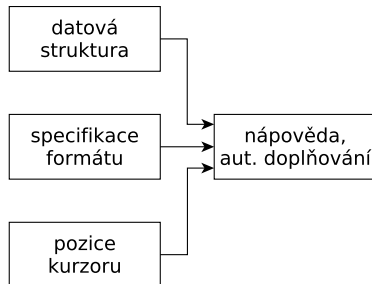 datová
struktura
specifikace
formátu
nápověda,
aut. doplňování
pozice
kurzoru